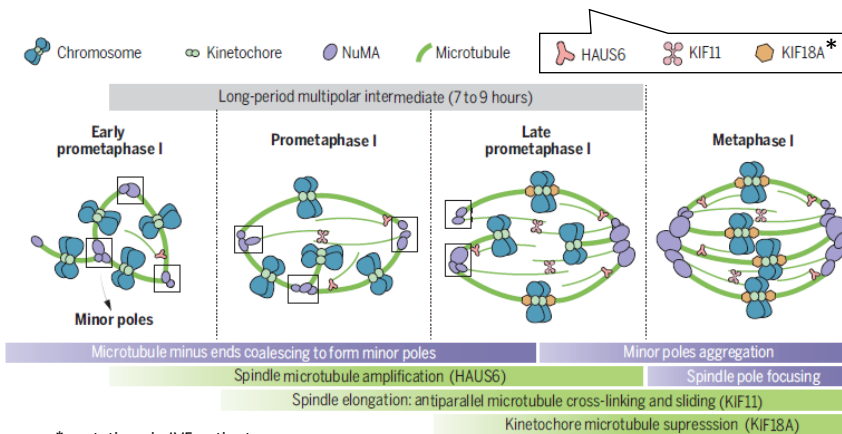 Chromosome Kinetochore NuMA Microtubule HAUS6 KIF11 KIF18A*
Long-period multipolar intermediate (7 to 9 hours)
Early
prometaphase I
Prometaphase I
Late
prometaphase I
Metaphase I
Minor poles
Microtubule minus ends coalescing to form minor poles
Minor poles aggregation
Spindle microtubule amplification (HAUS6)
Spindle pole focusing
Spindle elongation: antiparallel microtubule cross-linking and sliding (KIF11)
Kinetochore microtubule supresssion (KIF18A)